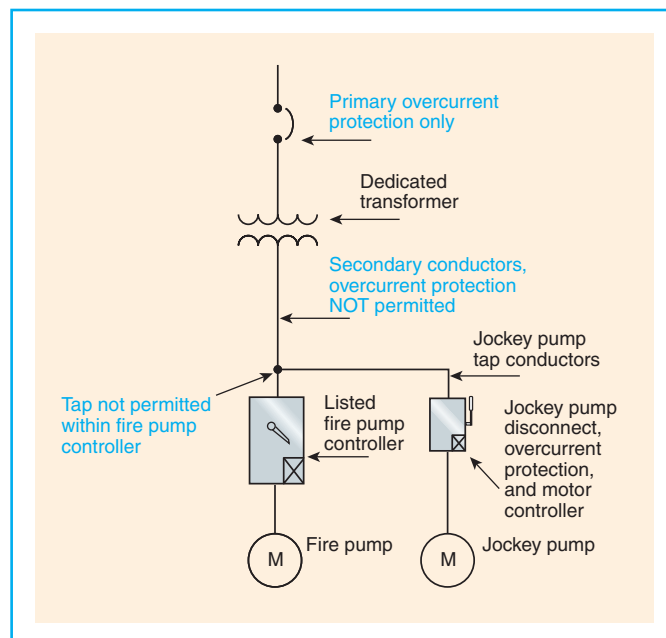 Primary overcurrent
protection only
Dedicated
transformer
Secondary conductors,
overcurrent protection
NOT permitted
Jockey pump
tap conductors
Tap not permitted
within fire pump
controller
Listed
fire pump
controller
Jockey pump
disconnect,
overcurrent
protection,
and motor
controller
M
Fire pump
M
Jockey pump